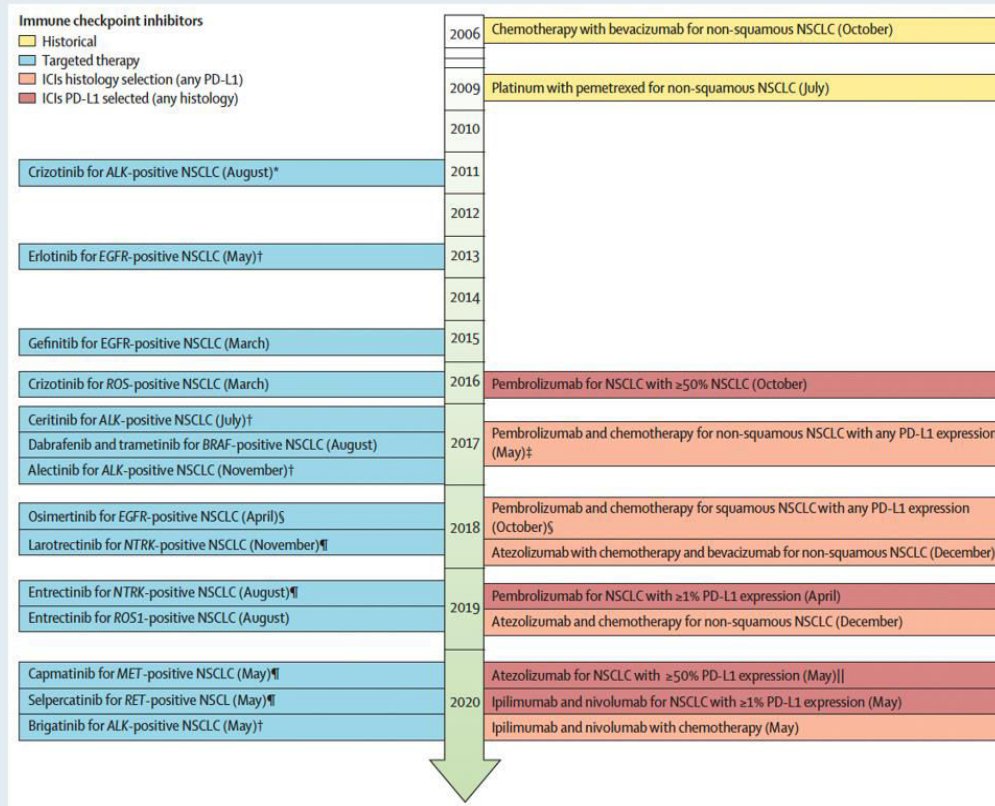 Immune checkpoint inhibitors
Historical
Targeted therapy
ICIs histology selection (any PD-L1)
ICIs PD-L1 selected (any histology)
2006
Chemotherapy with bevacizumab for non-squamous NSCLC (October)
2009
Platinum with pemetrexed for non-squamous NSCLC (July)
2010
Crizotinib for ALK-positive NSCLC (August)*
2011
2012
Erlotinib for EGFR-positive NSCLC (May)†
2013
2014
Gefinitib for EGFR-positive NSCLC (March)
2015
Crizotinib for ROS-positive NSCLC (March)
2016
Pembrolizumab for NSCLC with ≥50% NSCLC (October)
Ceritinib for ALK-positive NSCLC (July)†
Dabrafenib and trametinib for BRAF-positive NSCLC (August)
Alectinib for ALK-positive NSCLC (November)†
2017
Pembrolizumab and chemotherapy for non-squamous NSCLC with any PD-L1 expression
(May)‡
Osimertinib for EGFR-positive NSCLC (April)§
Larotrectinib for NTRK-positive NSCLC (November)¶
2018
Pembrolizumab and chemotherapy for squamous NSCLC with any PD-L1 expression
(October)§
Atezolizumab with chemotherapy and bevacizumab for non-squamous NSCLC (December)
Entrectinib for NTRK-positive NSCLC (August)¶
Entrectinib for ROS1-positive NSCLC (August)
2019
Pembrolizumab for NSCLC with ≥1% PD-L1 expression (April)
Atezolizumab and chemotherapy for non-squamous NSCLC (December)
Capmatinib for MET-positive NSCLC (May)¶
Selpercatinib for RET-positive NSCL (May)¶
Brigatinib for ALK-positive NSCLC (May)†
2020
Atezolizumab for NSCLC with ≥50% PD-L1 expression (May)||
Ipilimumab and nivolumab for NSCLC with ≥1% PD-L1 expression (May)
Ipilimumab and nivolumab with chemotherapy (May)